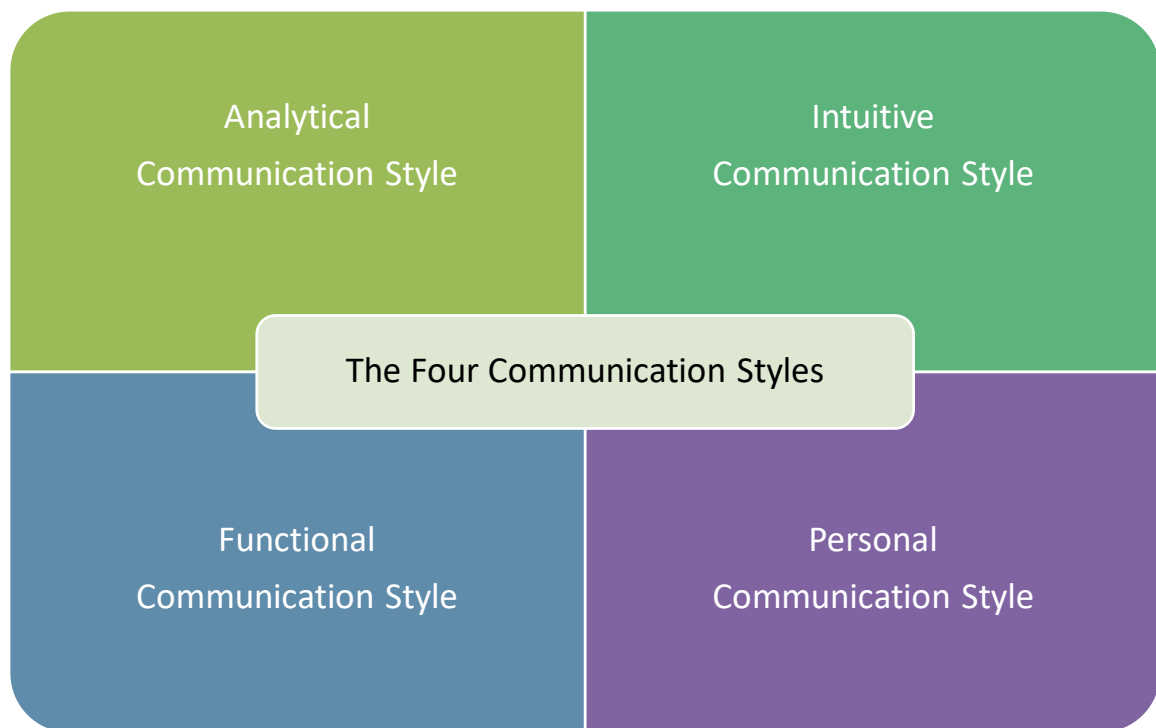 Analytical
Communication Style
Intuitive
Communication Style
The Four Communication Styles
Functional
Communication Style
Personal
Communication Style